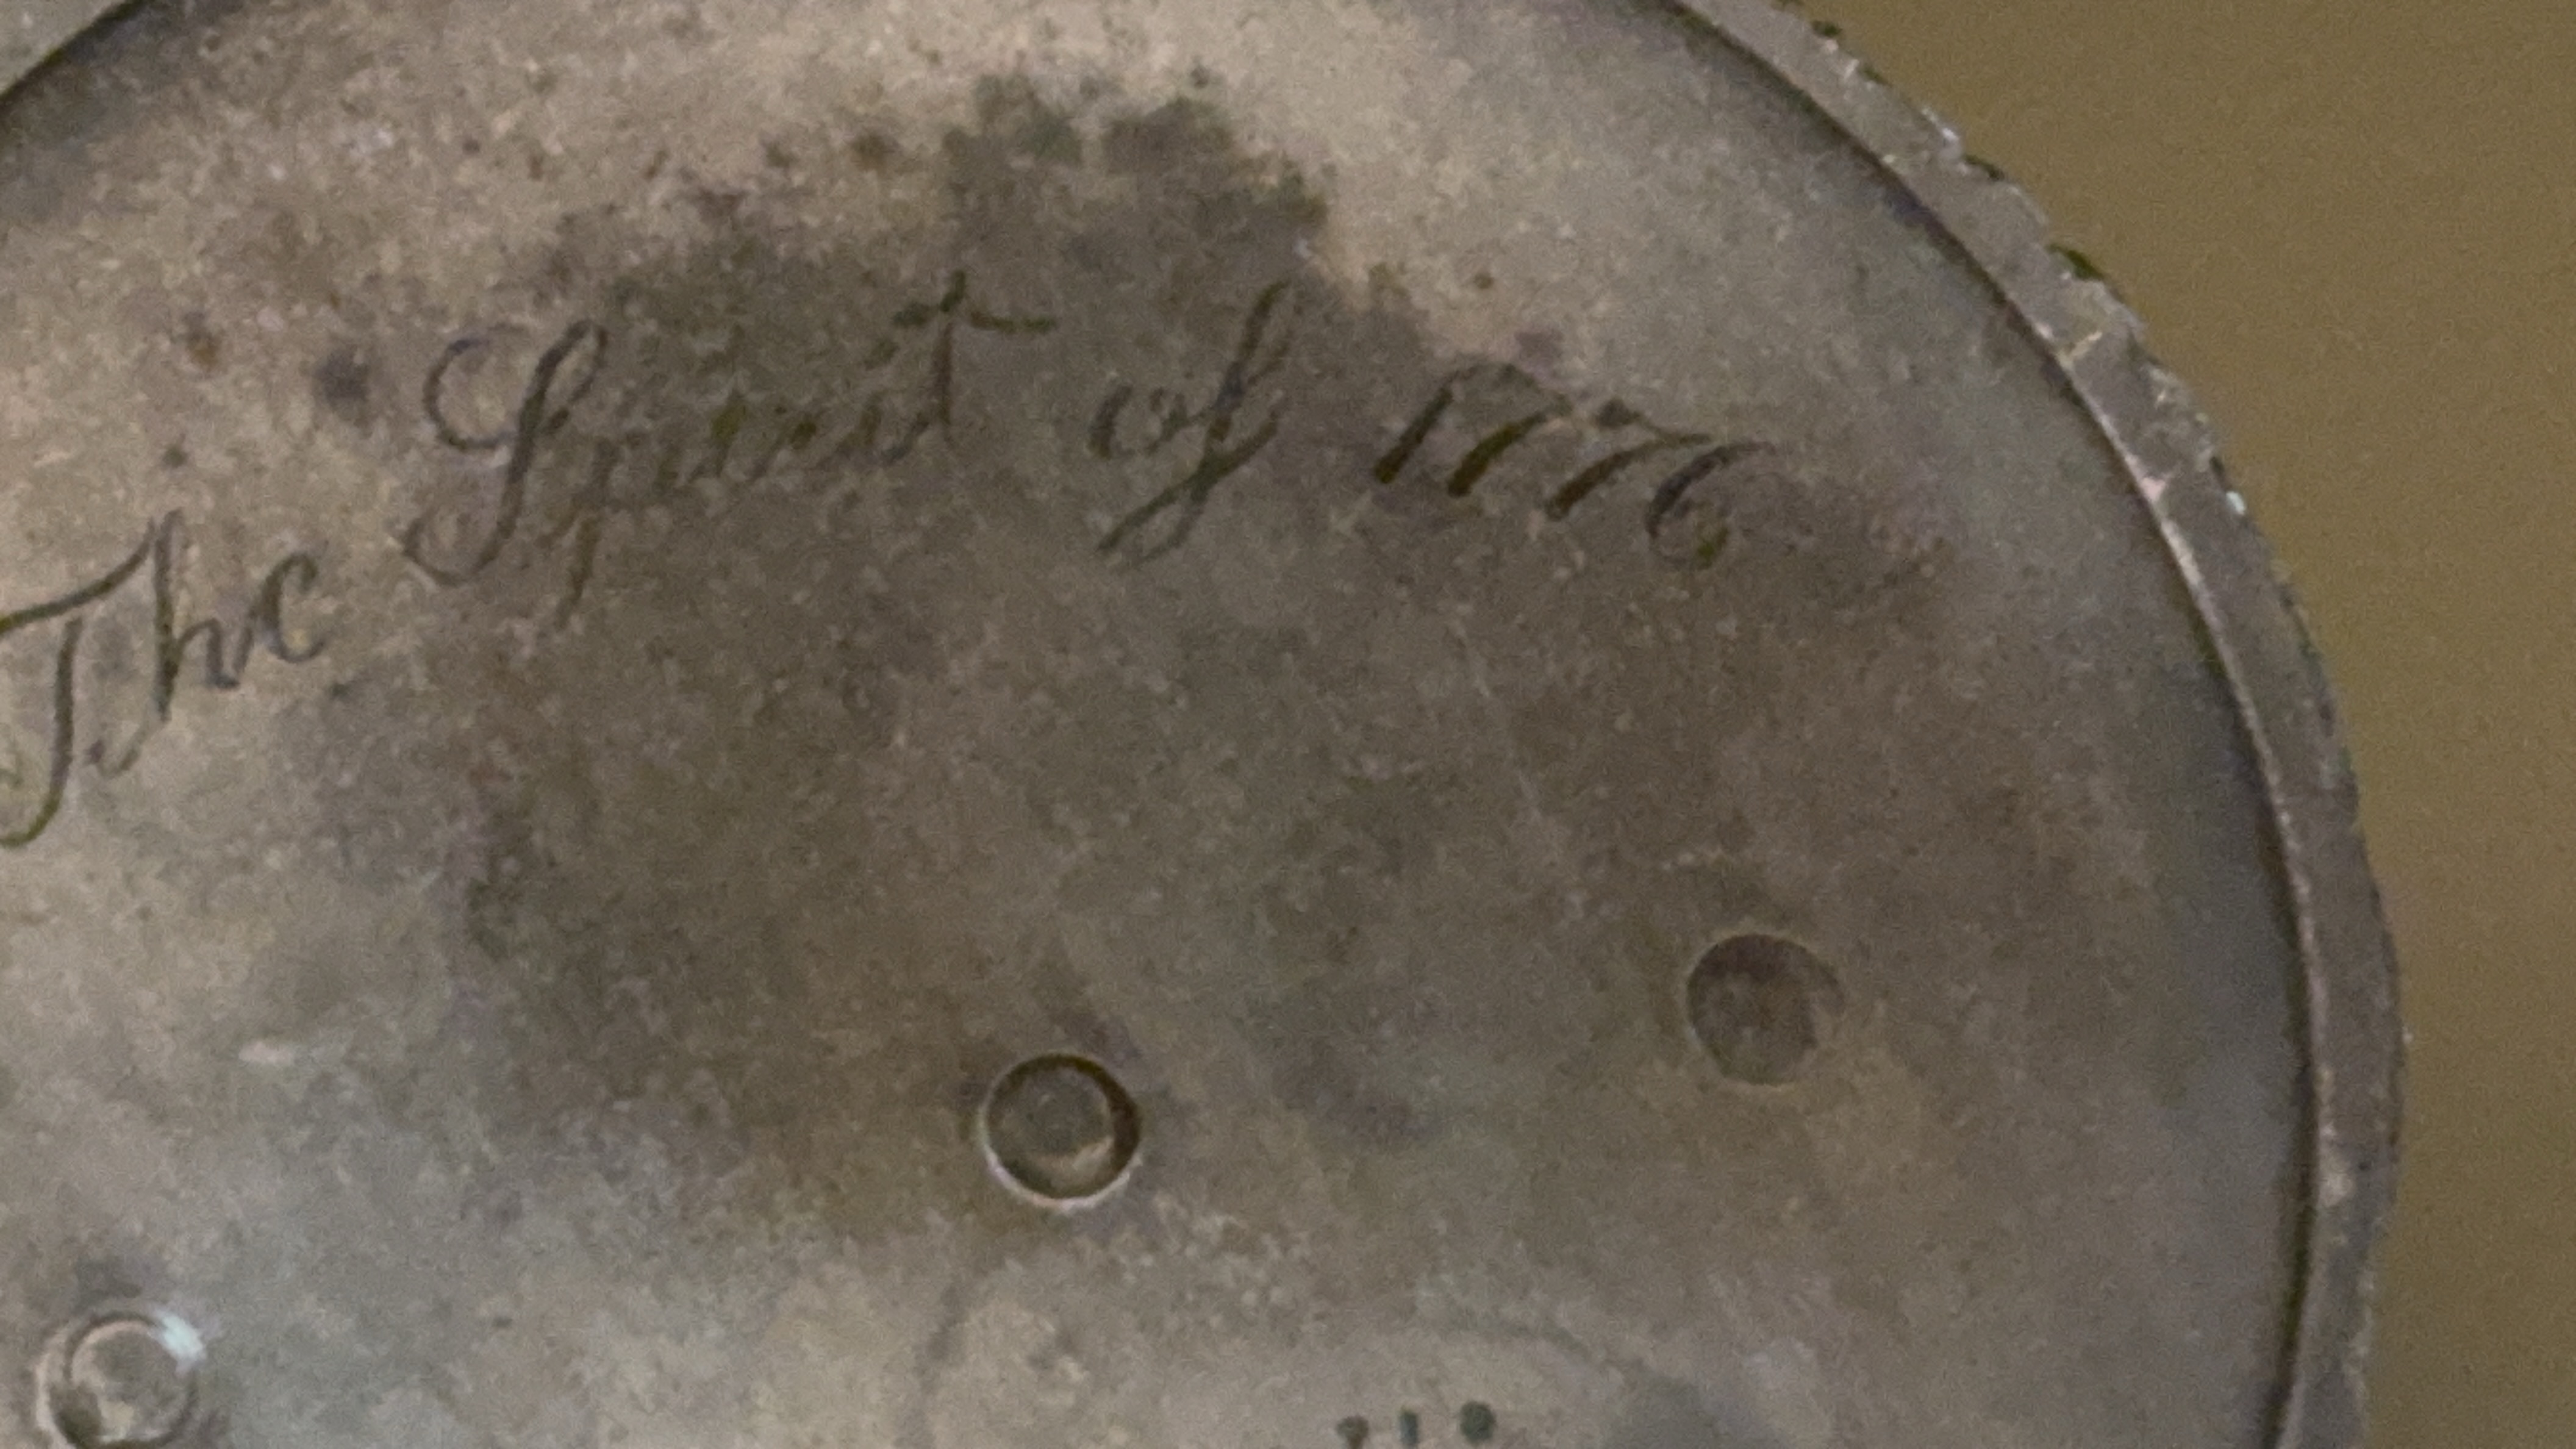 The Spirit of 1776